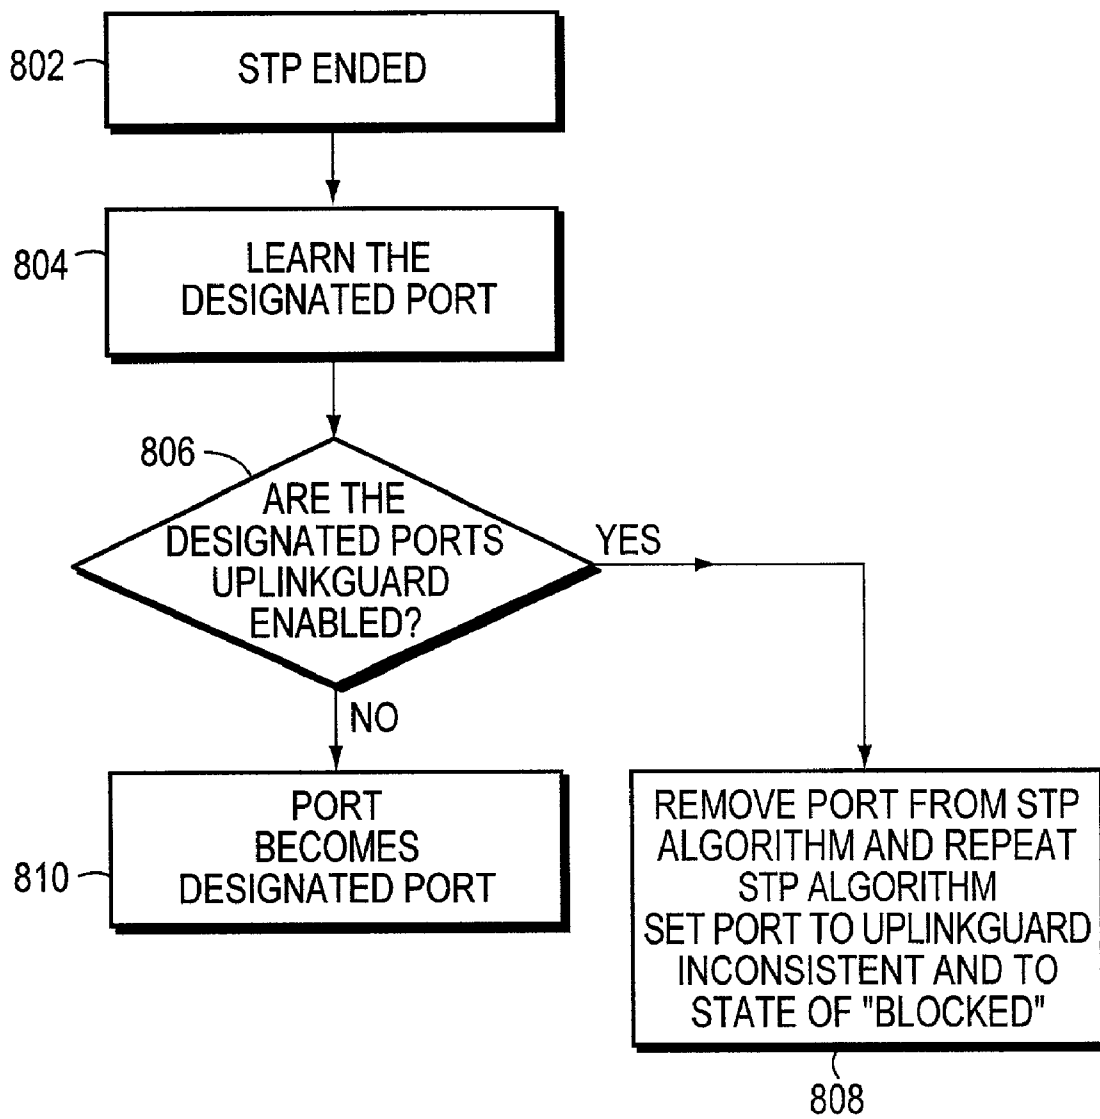 802
STP ENDED
804
LEARN THE
DESIGNATED PORT
806
ARE THE
DESIGNATED PORTS
UPLINKGUARD
ENABLED?
YES
NO
810
PORT
BECOMES
DESIGNATED PORT
REMOVE PORT FROM STP
ALGORITHM AND REPEAT
STP ALGORITHM
SET PORT TO UPLINKGUARD
INCONSISTENT AND TO
STATE OF "BLOCKED"
808